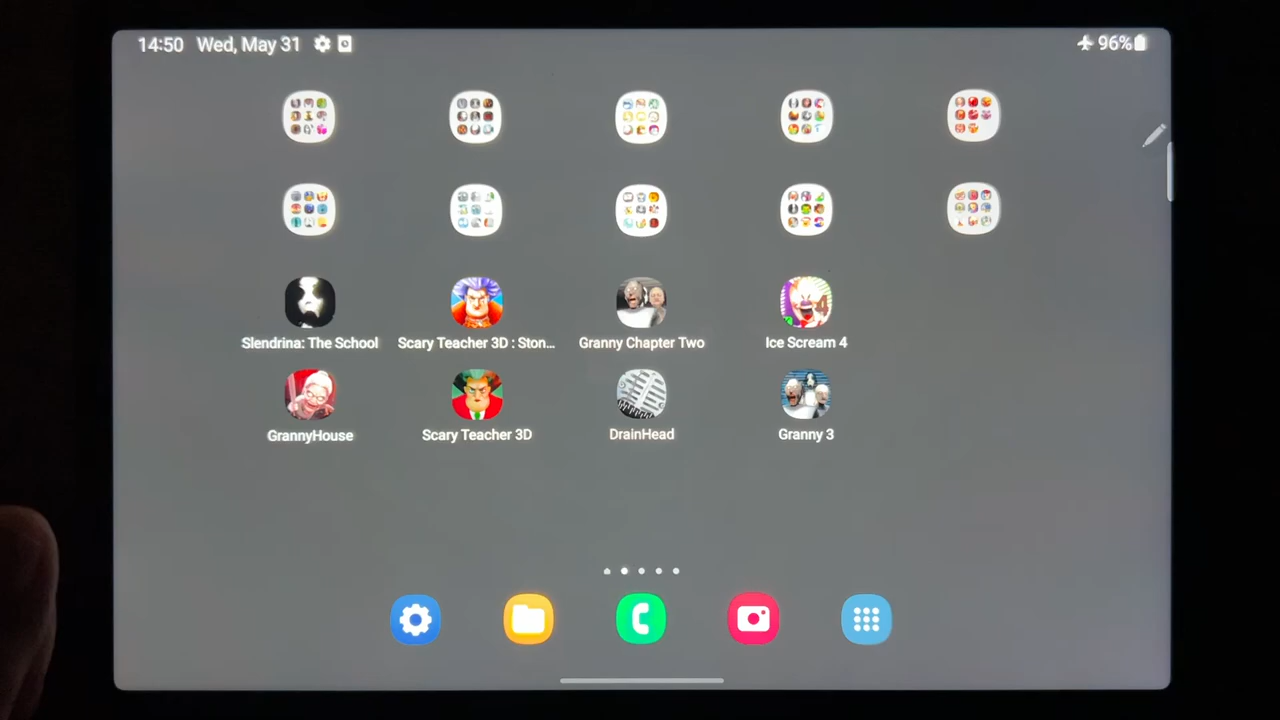 14:50 Wed, May 31
96%
Slendrina: The School
Scary Teacher 3D : Ston...
Granny Chapter Two
Ice Scream 4
GrannyHouse
Scary Teacher 3D
DrainHead
Granny 3